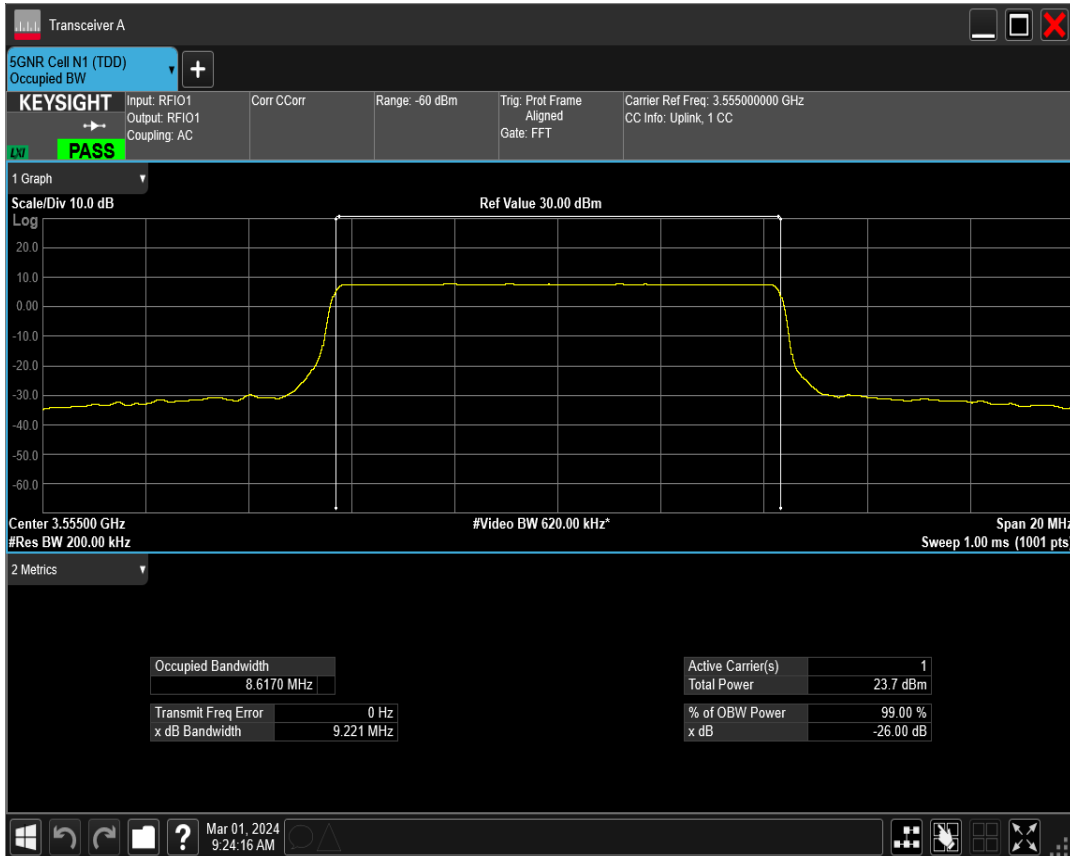 Transceiver A
5GNR Cell N1 (TDD)
Occupied BW
+
KEYSIGHT
LXI
PASS
Input: RFIO1
Output: RFIO1
Coupling: AC
Corr CCorr
Range: -60 dBm
Trig: Prot Frame
Aligned
Gate: FFT
Carrier Ref Freq: 3.555000000 GHz
CC Info: Uplink, 1 CC
1 Graph
Scale/Div 10.0 dB
Ref Value 30.00 dBm
Log
20.0
10.0
0.00
-10.0
-20.0
-30.0
-40.0
-50.0
-60.0
Center 3.55500 GHz
#Video BW 620.00 kHz*
Span 20 MHz
#Res BW 200.00 kHz
Sweep 1.00 ms (1001 pts)
2 Metrics
Occupied Bandwidth
8.6170 MHz
Transmit Freq Error 0 Hz
x dB Bandwidth 9.221 MHz
Active Carrier(s) 1
Total Power 23.7 dBm
% of OBW Power 99.00 %
x dB -26.00 dB
?
Mar 01, 2024
9:24:16 AM